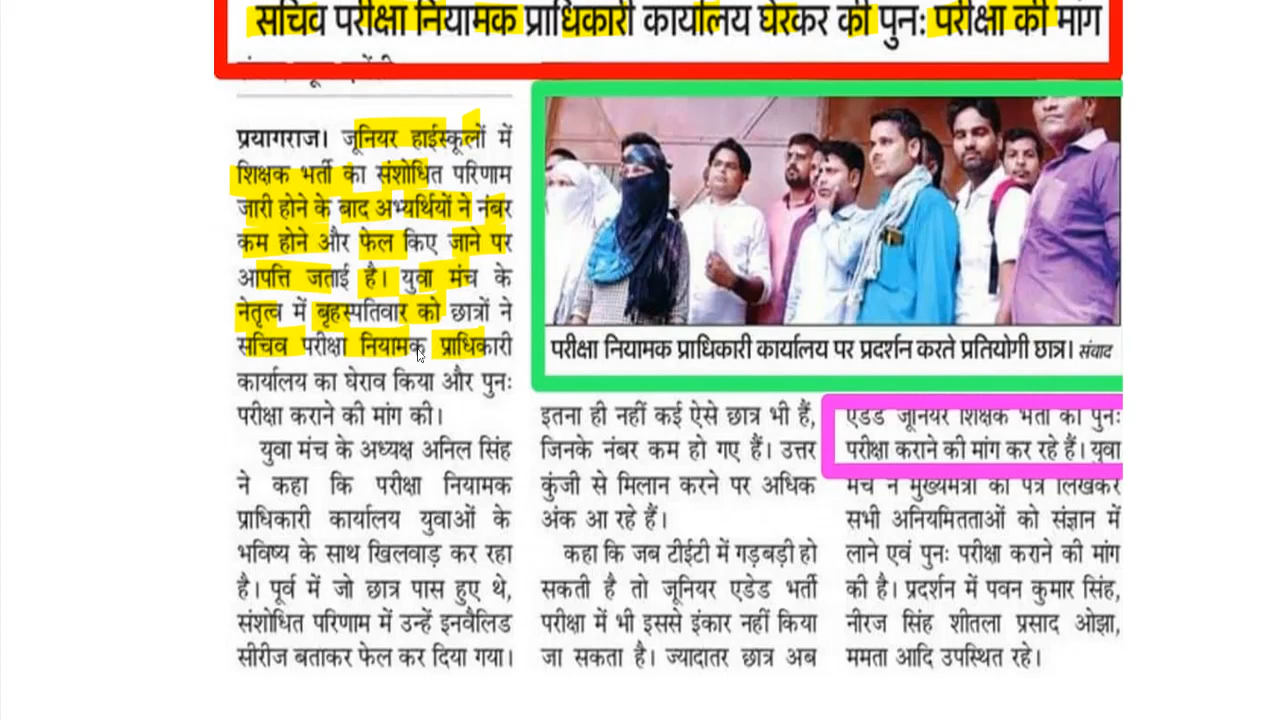 सचिव परीक्षा नियामक प्राधिकारी कार्यालय घेरकर की पुनः परीक्षा की मांग
प्रयागराज। जूनियर हाईस्कूलों में
शिक्षक भर्ती का संशोधित परिणाम
जारी होने के बाद अभ्यर्थियों ने नंबर
कम होने और फेल किए जाने पर
आपत्ति जताई है। युवा मंच के
नेतृत्व में बृहस्पतिवार को छात्रों ने
सचिव परीक्षा नियामक प्राधिकारी
कार्यालय का घेराव किया और पुनः
परीक्षा कराने की मांग की।
युवा मंच के अध्यक्ष अनिल सिंह
ने कहा कि परीक्षा नियामक
प्राधिकारी कार्यालय युवाओं के
भविष्य के साथ खिलवाड़ कर रहा
है। पूर्व में जो छात्र पास हुए थे,
संशोधित परिणाम में उन्हें इनवैलिड
सीरीज बताकर फेल कर दिया गया।
परीक्षा नियामक प्राधिकारी कार्यालय पर प्रदर्शन करते प्रतियोगी छात्र। संवाद
इतना ही नहीं कई ऐसे छात्र भी हैं,
जिनके नंबर कम हो गए हैं। उत्तर
कुंजी से मिलान करने पर अधिक
अंक आ रहे हैं।
कहा कि जब टीईटी में गड़बड़ी हो
सकती है तो जूनियर एडेड भर्ती
परीक्षा में भी इससे इंकार नहीं किया
जा सकता है। ज्यादातर छात्र अब
एडेड जूनियर शिक्षक भर्ती की पुनः
परीक्षा कराने की मांग कर रहे हैं। युवा
मंच ने मुख्यमंत्री को पत्र लिखकर
सभी अनियमितताओं को संज्ञान में
लाने एवं पुनः परीक्षा कराने की मांग
की है। प्रदर्शन में पवन कुमार सिंह,
नीरज सिंह शीतला प्रसाद ओझा,
ममता आदि उपस्थित रहे।